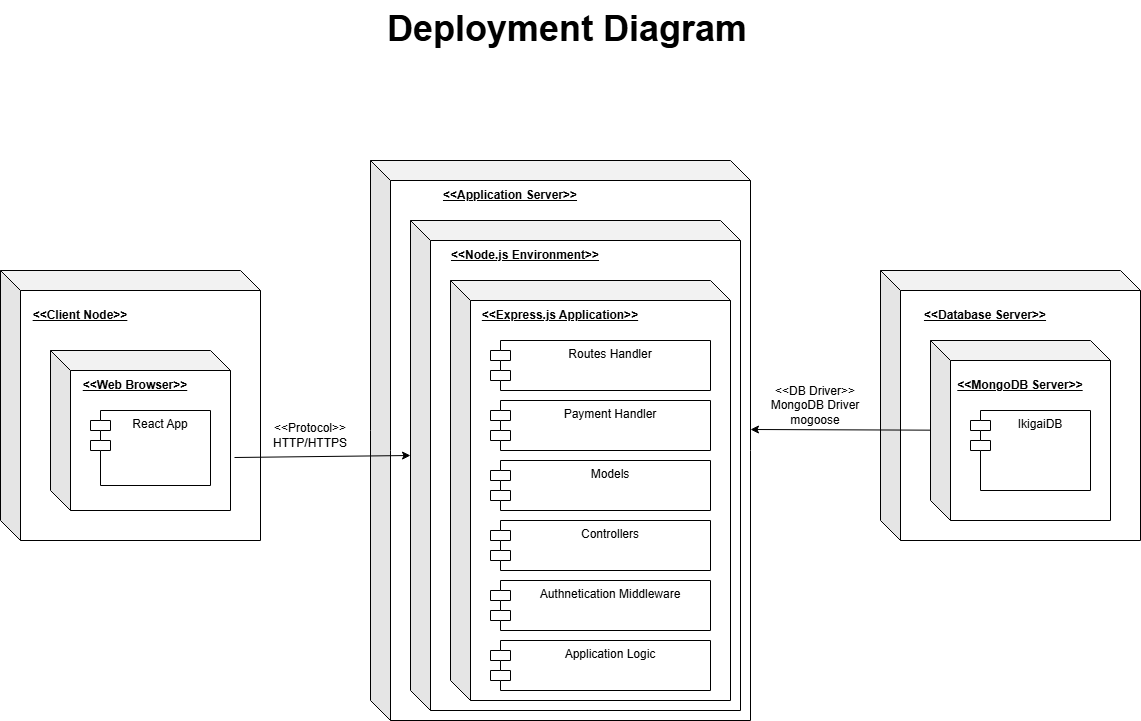 Deployment Diagram
<<Client Node>>
<<Web Browser>>
React App
<<Protocol>>
HTTP/HTTPS
<<Application Server>>
<<Node.js Environment>>
<<Express.js Application>>
Routes Handler
Payment Handler
Models
Controllers
Authnetication Middleware
Application Logic
<<DB Driver>>
MongoDB Driver
mogoose
<<Database Server>>
<<MongoDB Server>>
IkigaiDB